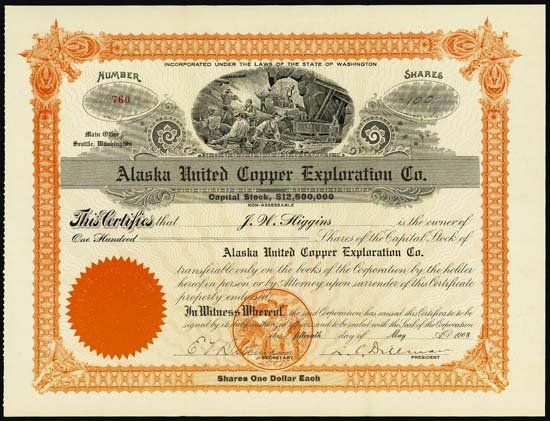 INCORPORATED UNDER THE LAWS OF THE STATE OF WASHINGTON
NUMBER
SHARES
760
100
Main Office
Seattle, Washington
Alaska United Copper Exploration Co.
Capital Stock, $12,500,000
NON-ASSESSABLE
This Certifies that J. W. Higgins is the owner of
One Hundred Shares of the Capital Stock of
Alaska United Copper Exploration Co.
transferable only on the books of the Corporation by the holder
hereof in person or by Attorney upon surrender of this Certificate
properly endorsed.
In Witness Whereof, the said Corporation has caused this Certificate to be
signed by its duly authorized officers and to be sealed with the Seal of the Corporation
this fifteenth day of May A.D. 1908
SECRETARY
PRESIDENT
Shares One Dollar Each